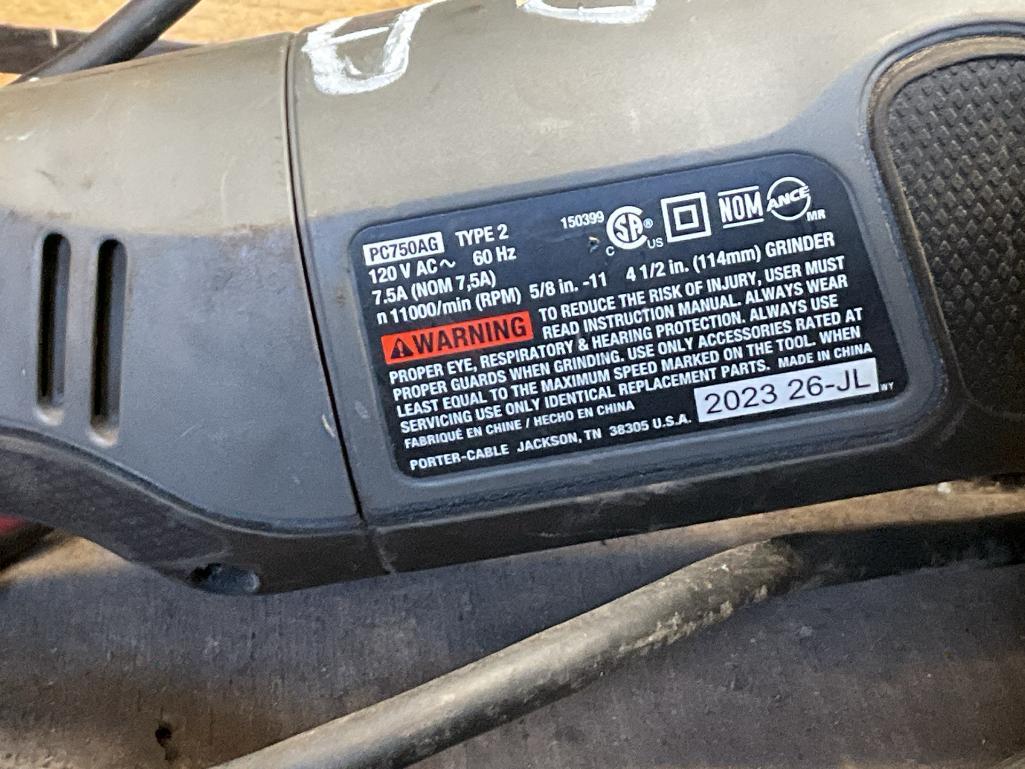 PC750AG TYPE 2
150399
120 V AC~ 60 Hz
7.5A (NOM 7,5A)
n 11000/min (RPM) 5/8 in. -11 4 1/2 in. (114mm) GRINDER
SA
C US
NOM
ANCE
MR
WARNING TO REDUCE THE RISK OF INJURY, USER MUST
READ INSTRUCTION MANUAL. ALWAYS WEAR
PROPER EYE, RESPIRATORY & HEARING PROTECTION. ALWAYS USE
PROPER GUARDS WHEN GRINDING. USE ONLY ACCESSORIES RATED AT
LEAST EQUAL TO THE MAXIMUM SPEED MARKED ON THE TOOL. WHEN
SERVICING USE ONLY IDENTICAL REPLACEMENT PARTS. MADE IN CHINA
FABRIQUÉ EN CHINE / HECHO EN CHINA
2023 26-JL WY
PORTER-CABLE JACKSON, TN 38305 U.S.A.